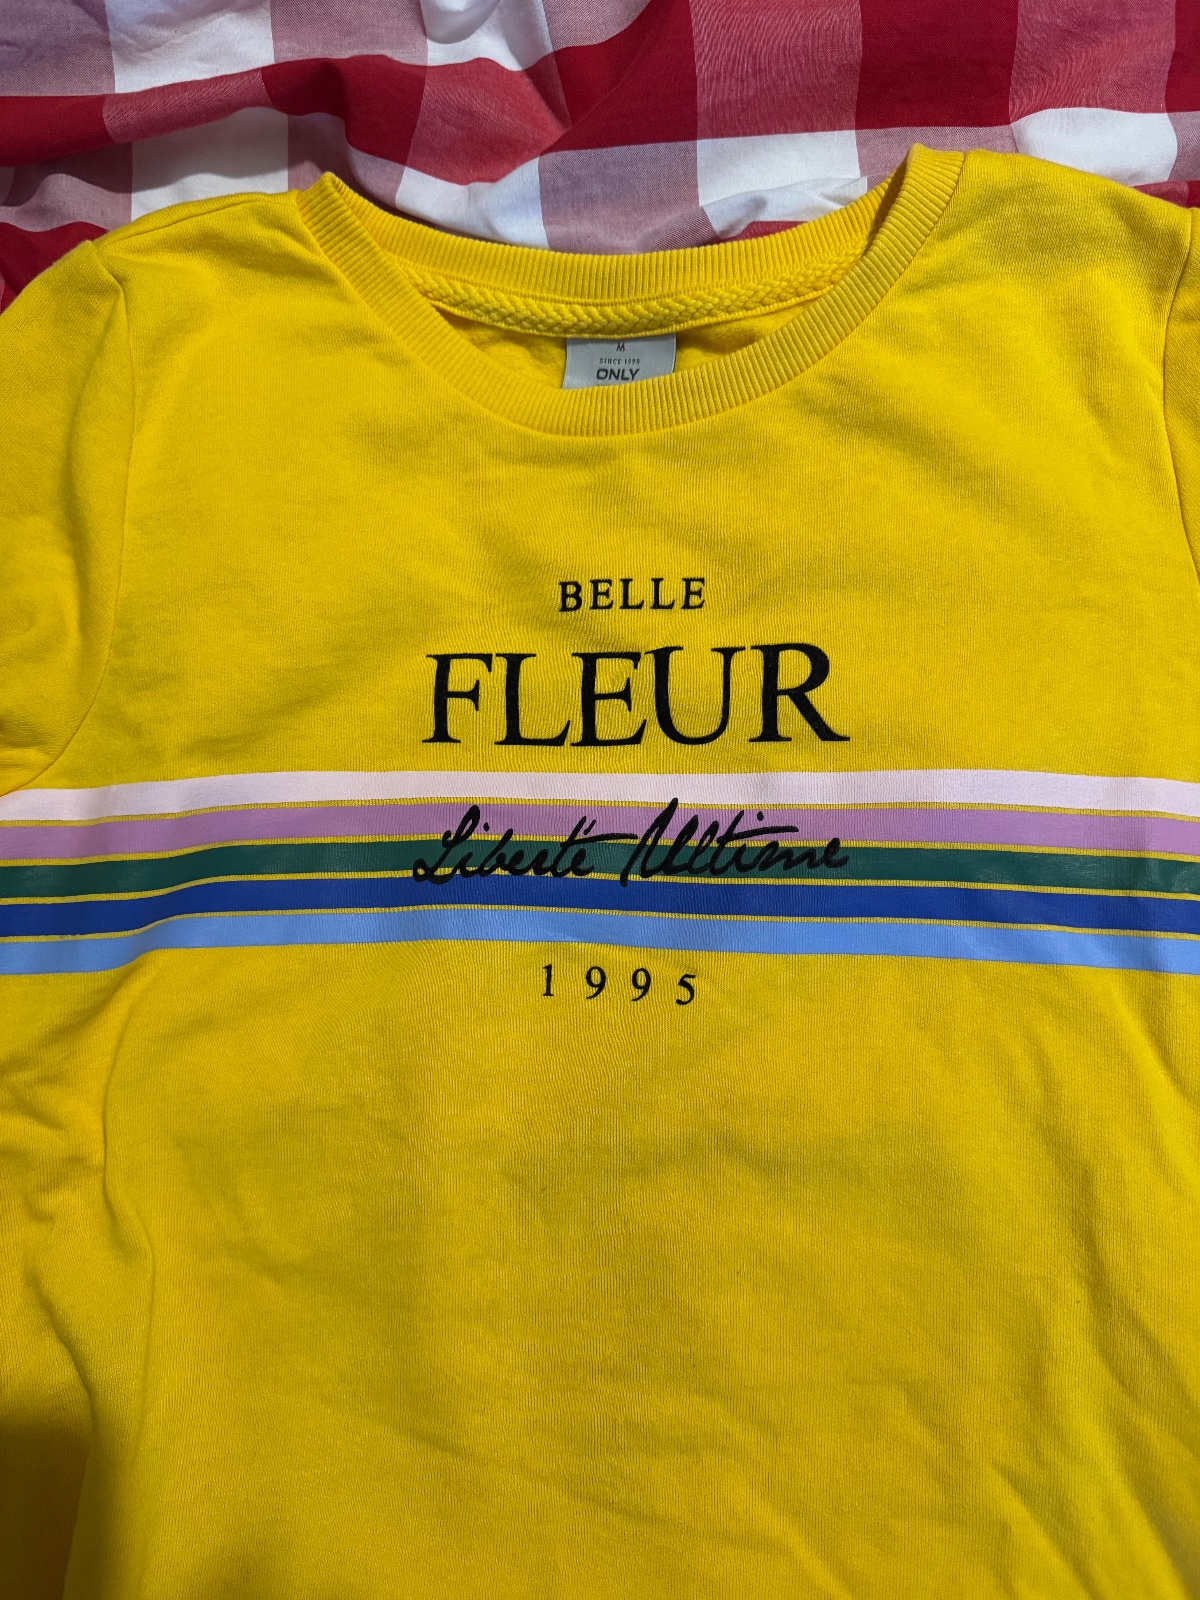 M
SINCE 1995
ONLY
BELLE
FLEUR
Liberté Ultime
1995